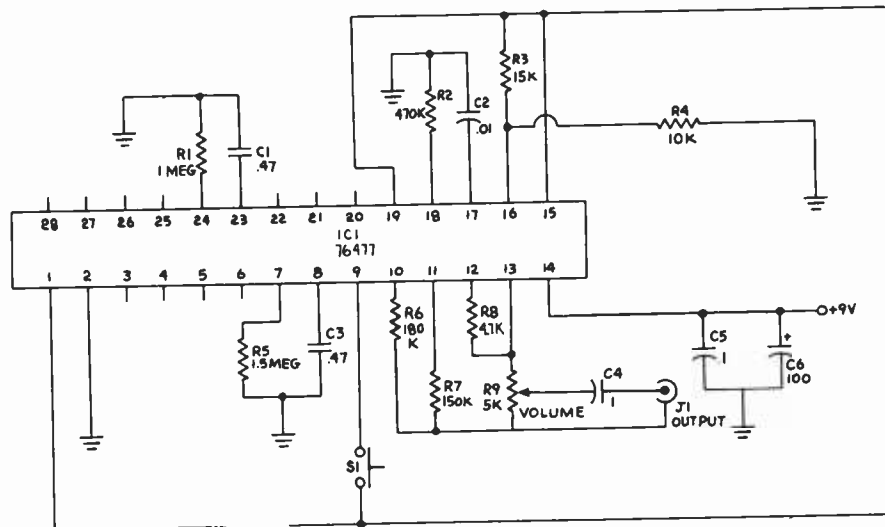 R3
15K
R2
470K
C2
.01
R4
10K
R1
1 MEG
C1
.47
28 27 26 25 24 23 22 21 20 19 18 17 16 15
IC1
76477
1 2 3 4 5 6 7 8 9 10 11 12 13 14
R5
1.5MEG
C3
.47
R6
180
K
R7
150K
R8
4.7K
R9
5K
VOLUME
C4
1
J1
OUTPUT
C5
1
+
C6
100
+9V
S1